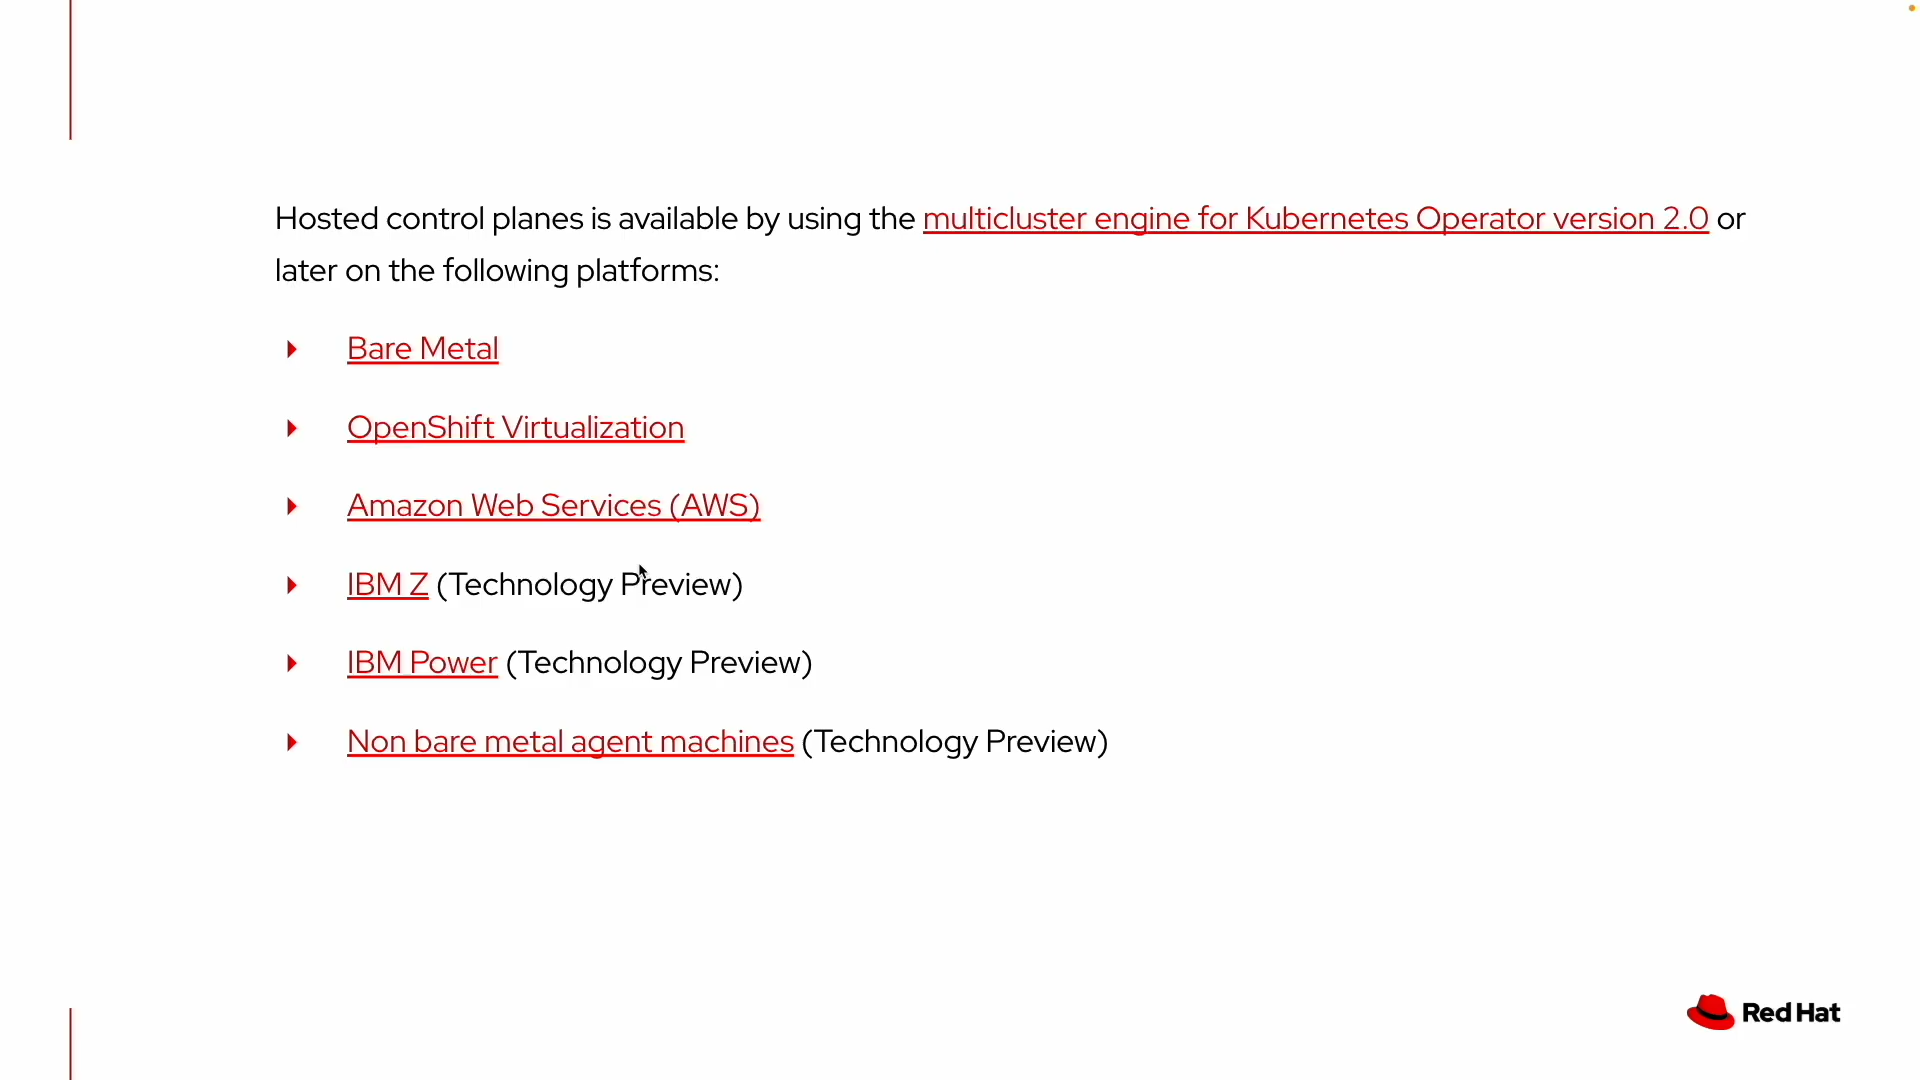 Hosted control planes is available by using the multicluster engine for Kubernetes Operator version 2.0 or
later on the following platforms:
Bare Metal
OpenShift Virtualization
Amazon Web Services (AWS)
IBM Z (Technology Preview)
IBM Power (Technology Preview)
Non bare metal agent machines (Technology Preview)
Red Hat